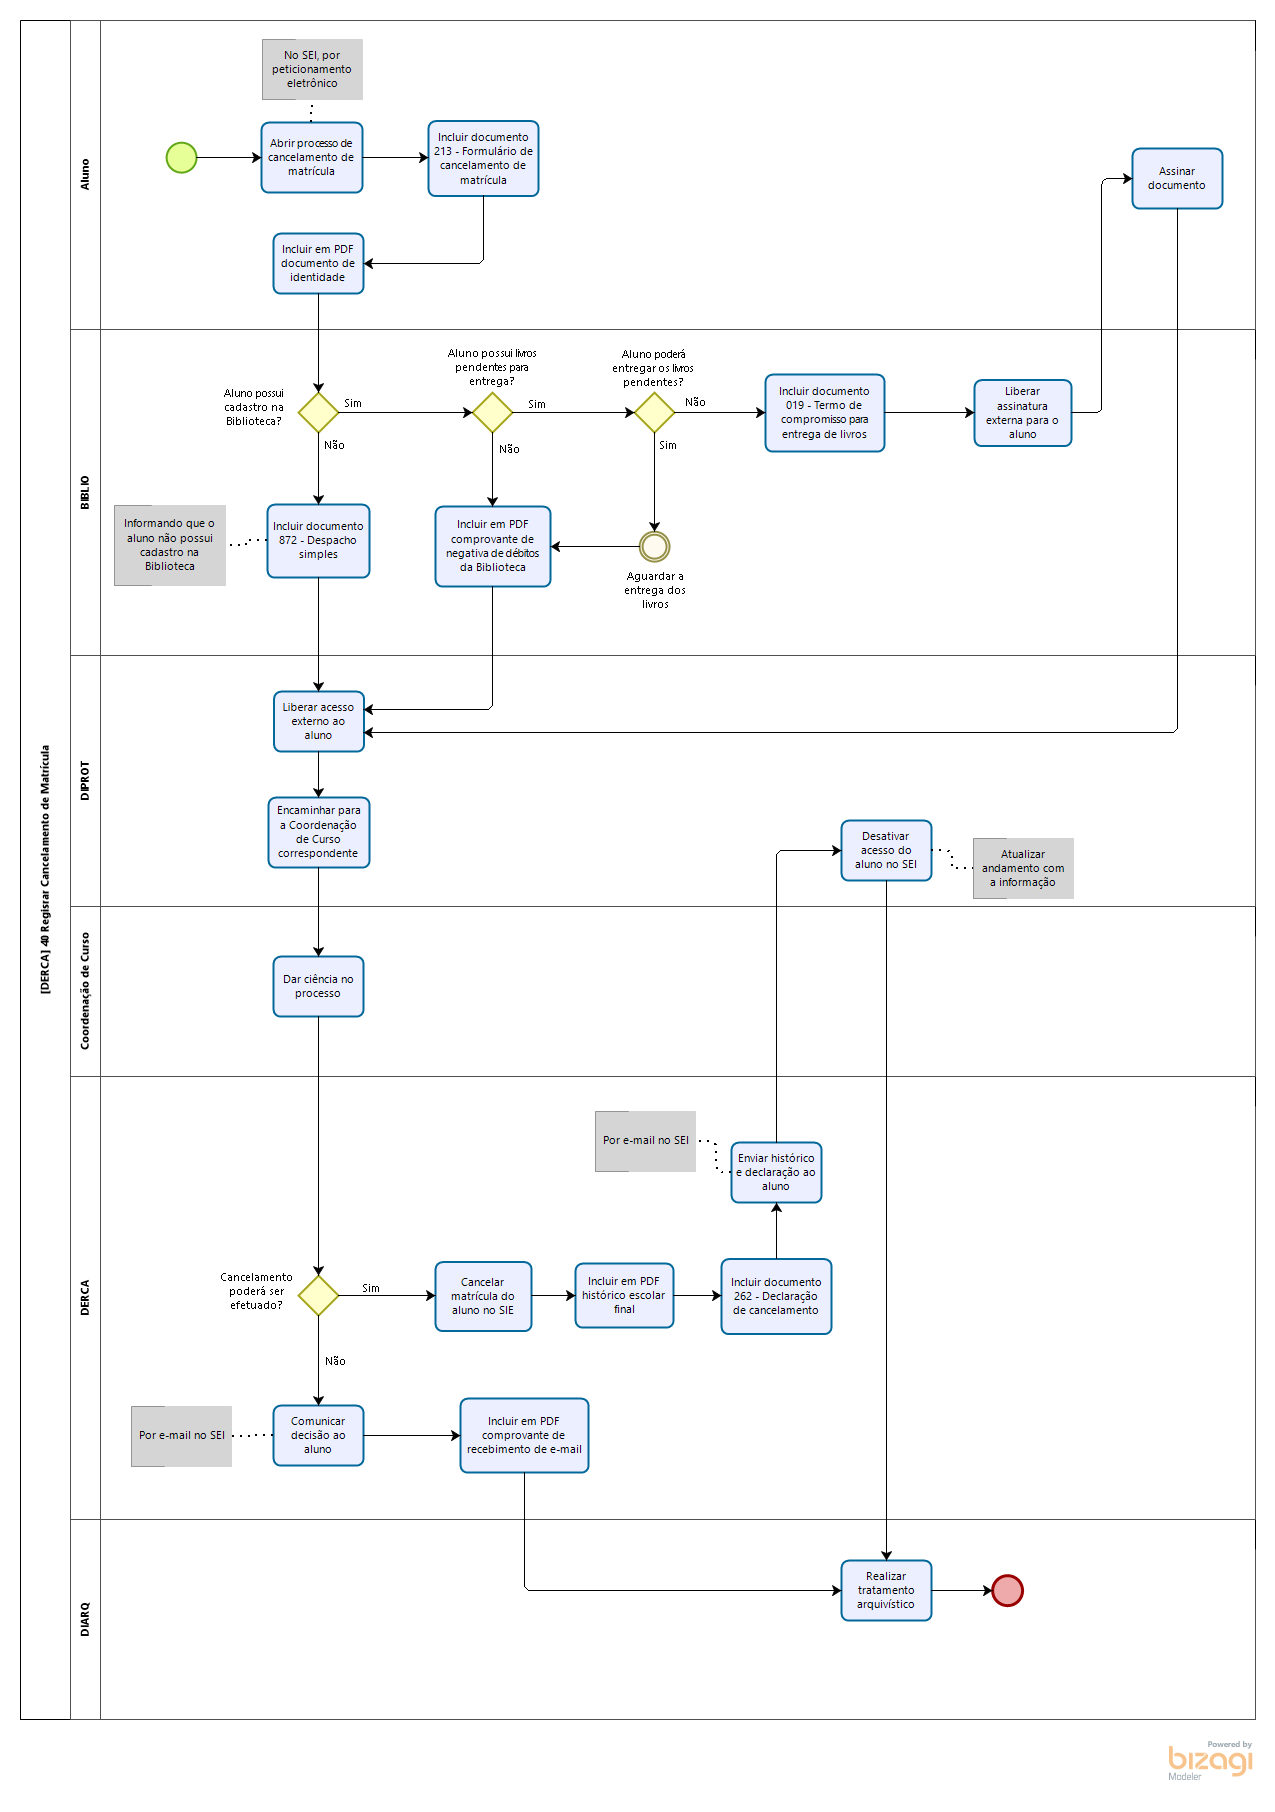 [DERCA] 40 Regisrar Cancelamento de Matrícula
Aluno
No SEI, por
peticionamento
eletrônico
Abrir processo de
cancelamento de
matrícula
Incluir documento
213 - Formulário de
cancelamento de
matrícula
Incluir em PDF
documento de
identidade
Assinar
documento
BIBLIO
Aluno possui
cadastro na
Biblioteca?
Sim
Não
Aluno possui livros
pendentes para
entrega?
Sim
Não
Aluno poderá
entregar os livros
pendentes?
Não
Sim
Incluir documento
019 - Termo de
compromisso para
entrega de livros
Liberar
assinatura
externa para o
aluno
Informando que o
aluno não possui
cadastro na
Biblioteca
Incluir documento
872 - Despacho
simples
Incluir em PDF
comprovante de
negativa de débitos
da Biblioteca
Aguardar a
entrega dos
livros
DIPROT
Liberar acesso
externo ao
aluno
Encaminhar para
a Coordenação
de Curso
correspondente
Desativar
acesso do
aluno no SEI
Atualizar
andamento com
a informação
Coordenação de Curso
Dar ciência no
processo
DERCA
Por e-mail no SEI
Enviar histórico
e declaração ao
aluno
Cancelamento
poderá ser
efetuado?
Sim
Não
Cancelar
matrícula do
aluno no SIE
Incluir em PDF
histórico escolar
final
Incluir documento
262 - Declaração
de cancelamento
Por e-mail no SEI
Comunicar
decisão ao
aluno
Incluir em PDF
comprovante de
recebimento de e-mail
DIARQ
Realizar
tratamento
arquivístico
Powered by
bizagi
Modeler